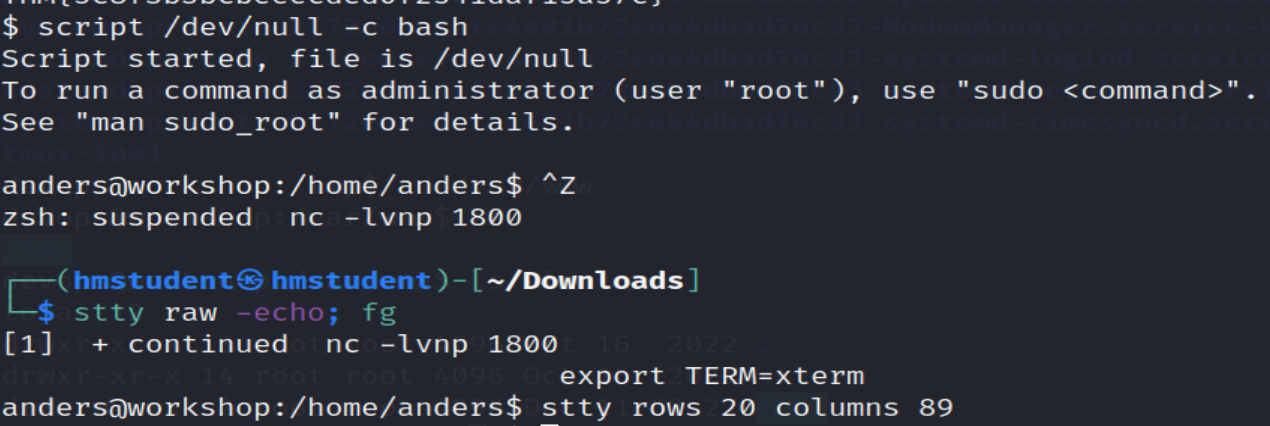 $ script /dev/null -c bash
Script started, file is /dev/null
To run a command as administrator (user "root"), use "sudo <command>".
See "man sudo_root" for details.
anders@workshop:/home/anders$ ^Z
zsh: suspended  nc -lvnp 1800
┌──(hmstudent㉿hmstudent)-[~/Downloads]
└─$ stty raw -echo; fg
[1]  + continued  nc -lvnp 1800
export TERM=xterm
anders@workshop:/home/anders$ stty rows 20 columns 89